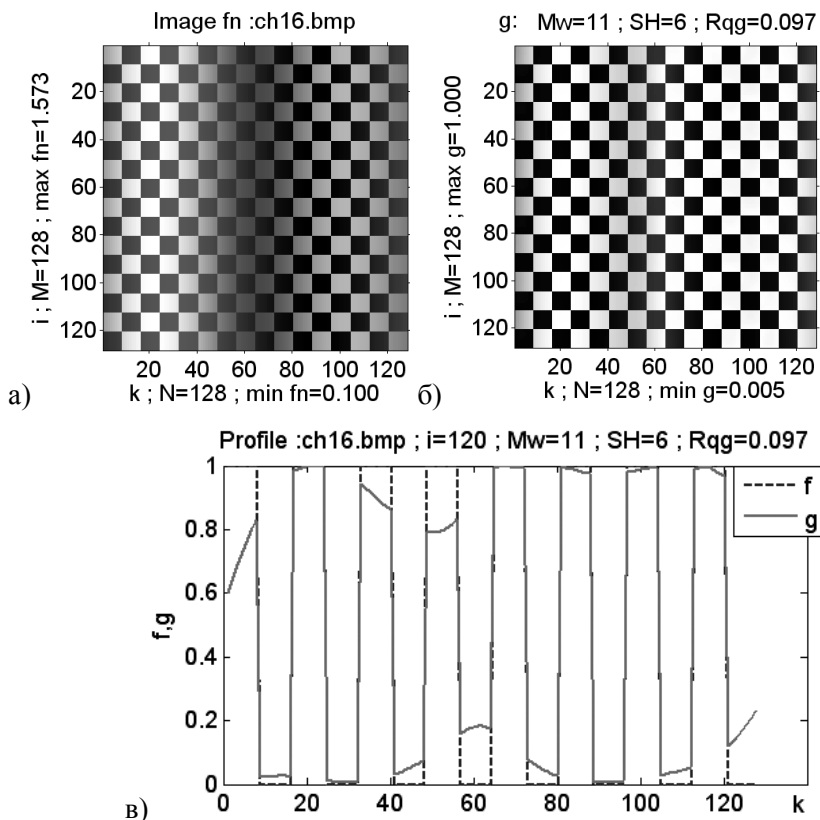 Image fn :ch16.bmp
i ; M=128 ; max fn=1.573
20
40
60
80
100
120
20 40 60 80 100 120
k ; N=128 ; min fn=0.100
а)
g: Mw=11 ; SH=6 ; Rqg=0.097
i ; M=128 ; max g=1.000
20
40
60
80
100
120
20 40 60 80 100 120
k ; N=128 ; min g=0.005
б)
Profile :ch16.bmp ; i=120 ; Mw=11 ; SH=6 ; Rqg=0.097
f,g
1
0.8
0.6
0.4
0.2
0
f
g
0 20 40 60 80 100 120 k
в)